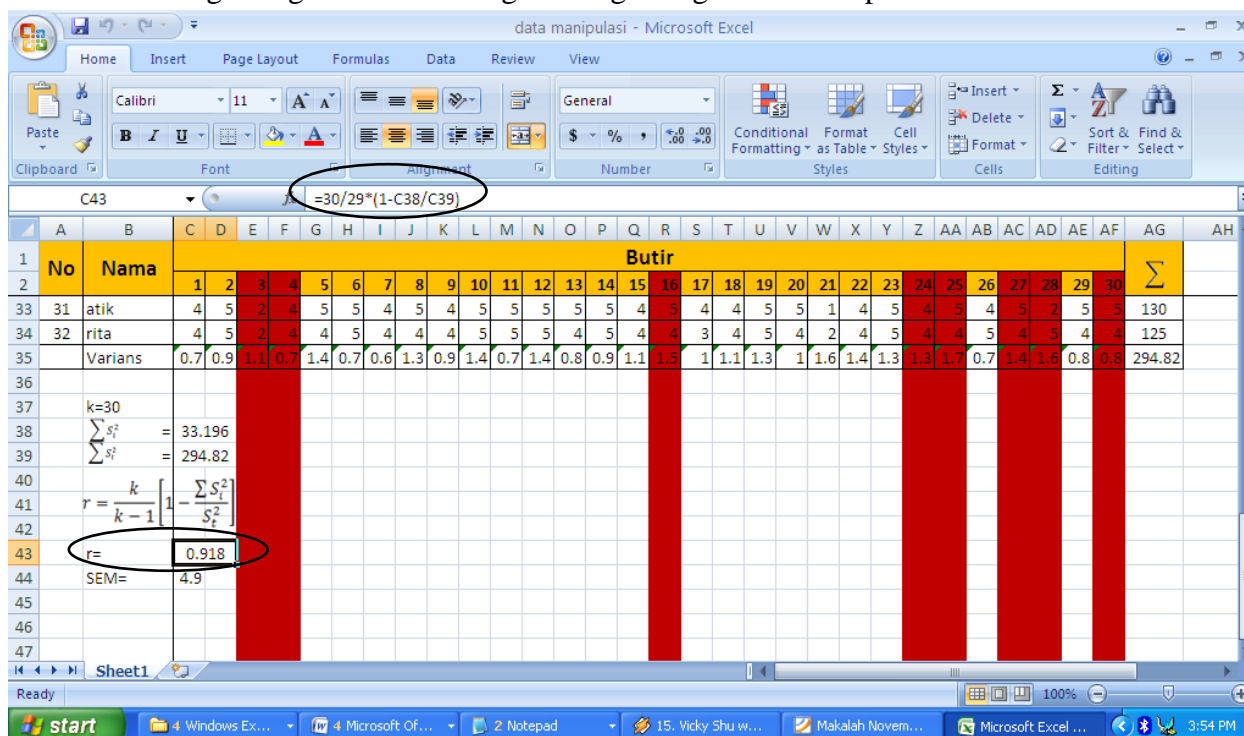 data manipulasi - Microsoft Excel
Home Insert Page Layout Formulas Data Review View
Calibri 11 General Insert
Paste Conditional Formatting as Table Cell Styles Delete Sort & Filter Find & Select
Format
Clipboard Font Alignment Number Styles Cells Editing
C43 =30/29*(1-C38/C39)
A B C D E F G H I J K L M N O P Q R S T U V W X Y Z AA AB AC AD AE AF AG AH
1 No Nama Butir ∑
2 1 2 3 4 5 6 7 8 9 10 11 12 13 14 15 16 17 18 19 20 21 22 23 24 25 26 27 28 29 30
33 31 atik 4 5 2 4 5 5 4 5 4 5 5 5 5 5 4 5 4 4 5 5 1 4 5 4 5 4 5 2 5 5 130
34 32 rita 4 5 2 4 4 5 4 4 4 5 5 5 4 5 4 4 3 4 5 4 2 4 5 4 4 5 4 5 4 4 125
35 Varians 0.7 0.9 1.1 0.7 1.4 0.7 0.6 1.3 0.9 1.4 0.7 1.4 0.8 0.9 1.1 1.5 1 1.1 1.3 1 1.6 1.4 1.3 1.3 1.7 0.7 1.4 1.6 0.8 0.8 294.82
36
37 k=30
38 ∑ s_i^2 = 33.196
39 ∑ s_i^2 = 294.82
40
41 r = k/(k − 1) [1 − ∑ S_i^2 / S_t^2]
42
43 r= 0.918
44 SEM= 4.9
45
46
47
Sheet1
Ready 100%
start 4 Windows Ex... 4 Microsoft Of... 2 Notepad 15. Vicky Shu w... Makalah Novem... Microsoft Excel ... 3:54 PM